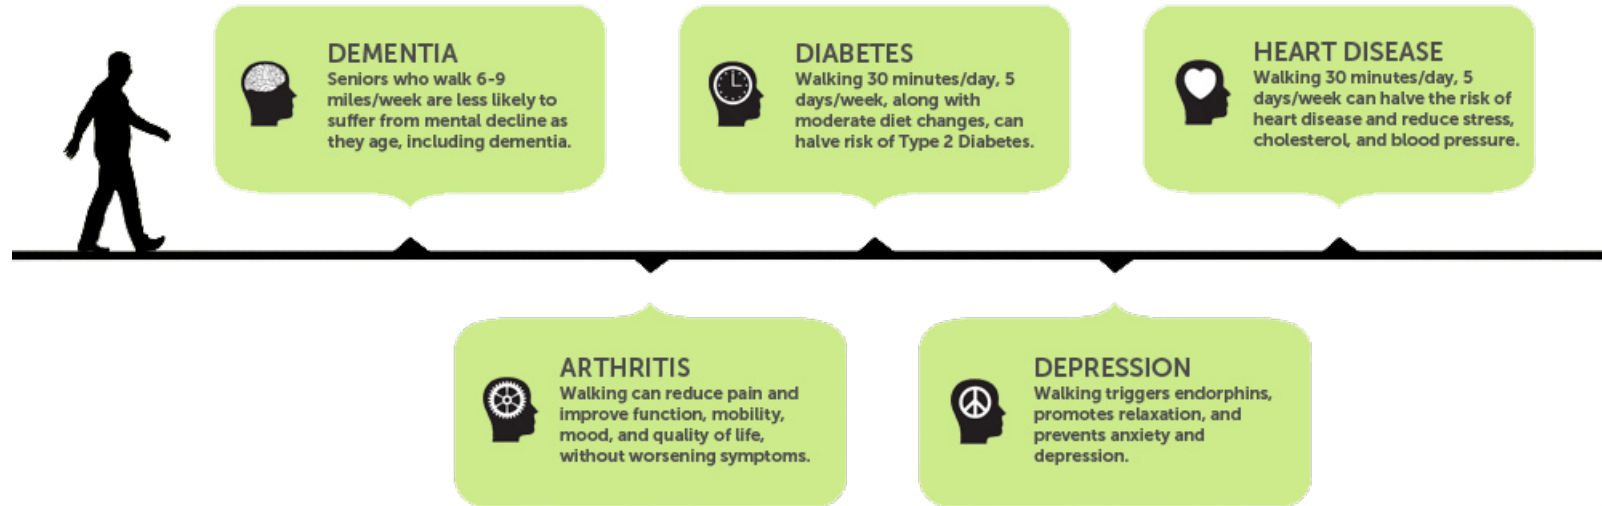 DEMENTIA
Seniors who walk 6-9
miles/week are less likely to
suffer from mental decline as
they age, including dementia.
DIABETES
Walking 30 minutes/day, 5
days/week, along with
moderate diet changes, can
halve risk of Type 2 Diabetes.
HEART DISEASE
Walking 30 minutes/day, 5
days/week can halve the risk of
heart disease and reduce stress,
cholesterol, and blood pressure.
ARTHRITIS
Walking can reduce pain and
improve function, mobility,
mood, and quality of life,
without worsening symptoms.
DEPRESSION
Walking triggers endorphins,
promotes relaxation, and
prevents anxiety and
depression.